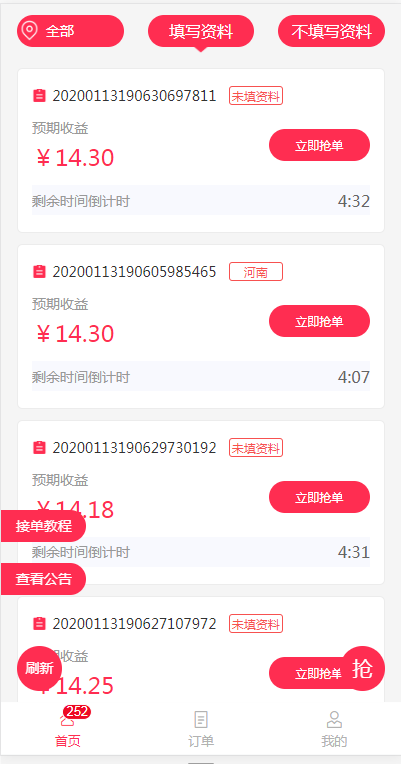 全部 填写资料 不填写资料
20200113190630697811 未填资料
预期收益
￥14.30 立即抢单
剩余时间倒计时 4:32
20200113190605985465 河南
预期收益
￥14.30 立即抢单
剩余时间倒计时 4:07
20200113190629730192 未填资料
预期收益
￥14.18 立即抢单
接单教程
剩余时间倒计时 4:31
查看公告
20200113190627107972 未填资料
预期收益
刷新 立即抢单 抢
￥14.25
252
首页 订单 我的